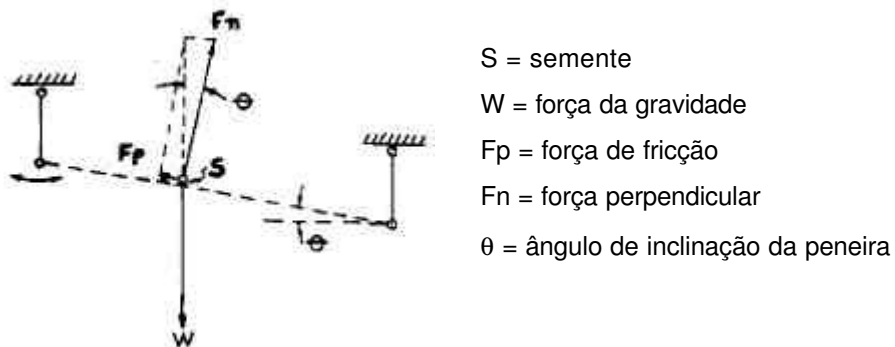 Fn
θ
Fp
S
θ
W
S = semente
W = força da gravidade
Fp = força de fricção
Fn = força perpendicular
θ = ângulo de inclinação da peneira